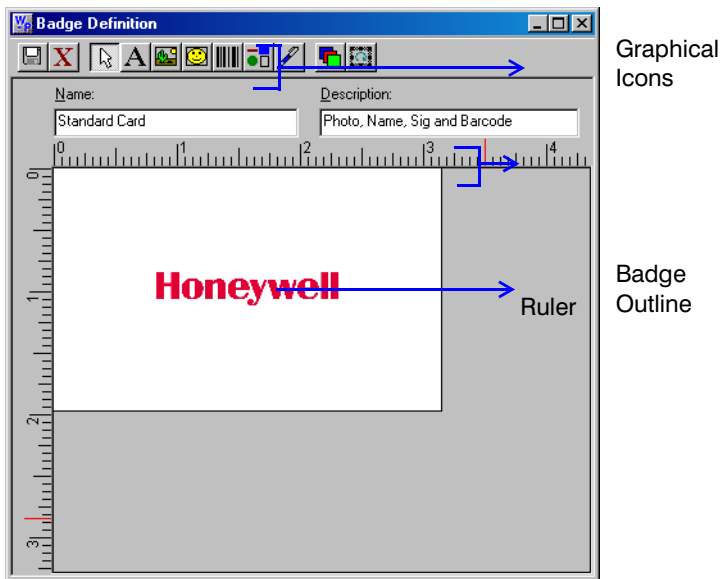 Badge Definition
Graphical
Icons
Name:
Description:
Standard Card
Photo, Name, Sig and Barcode
0 1 2 3 4
0
1
2
3
Honeywell
Ruler
Badge
Outline